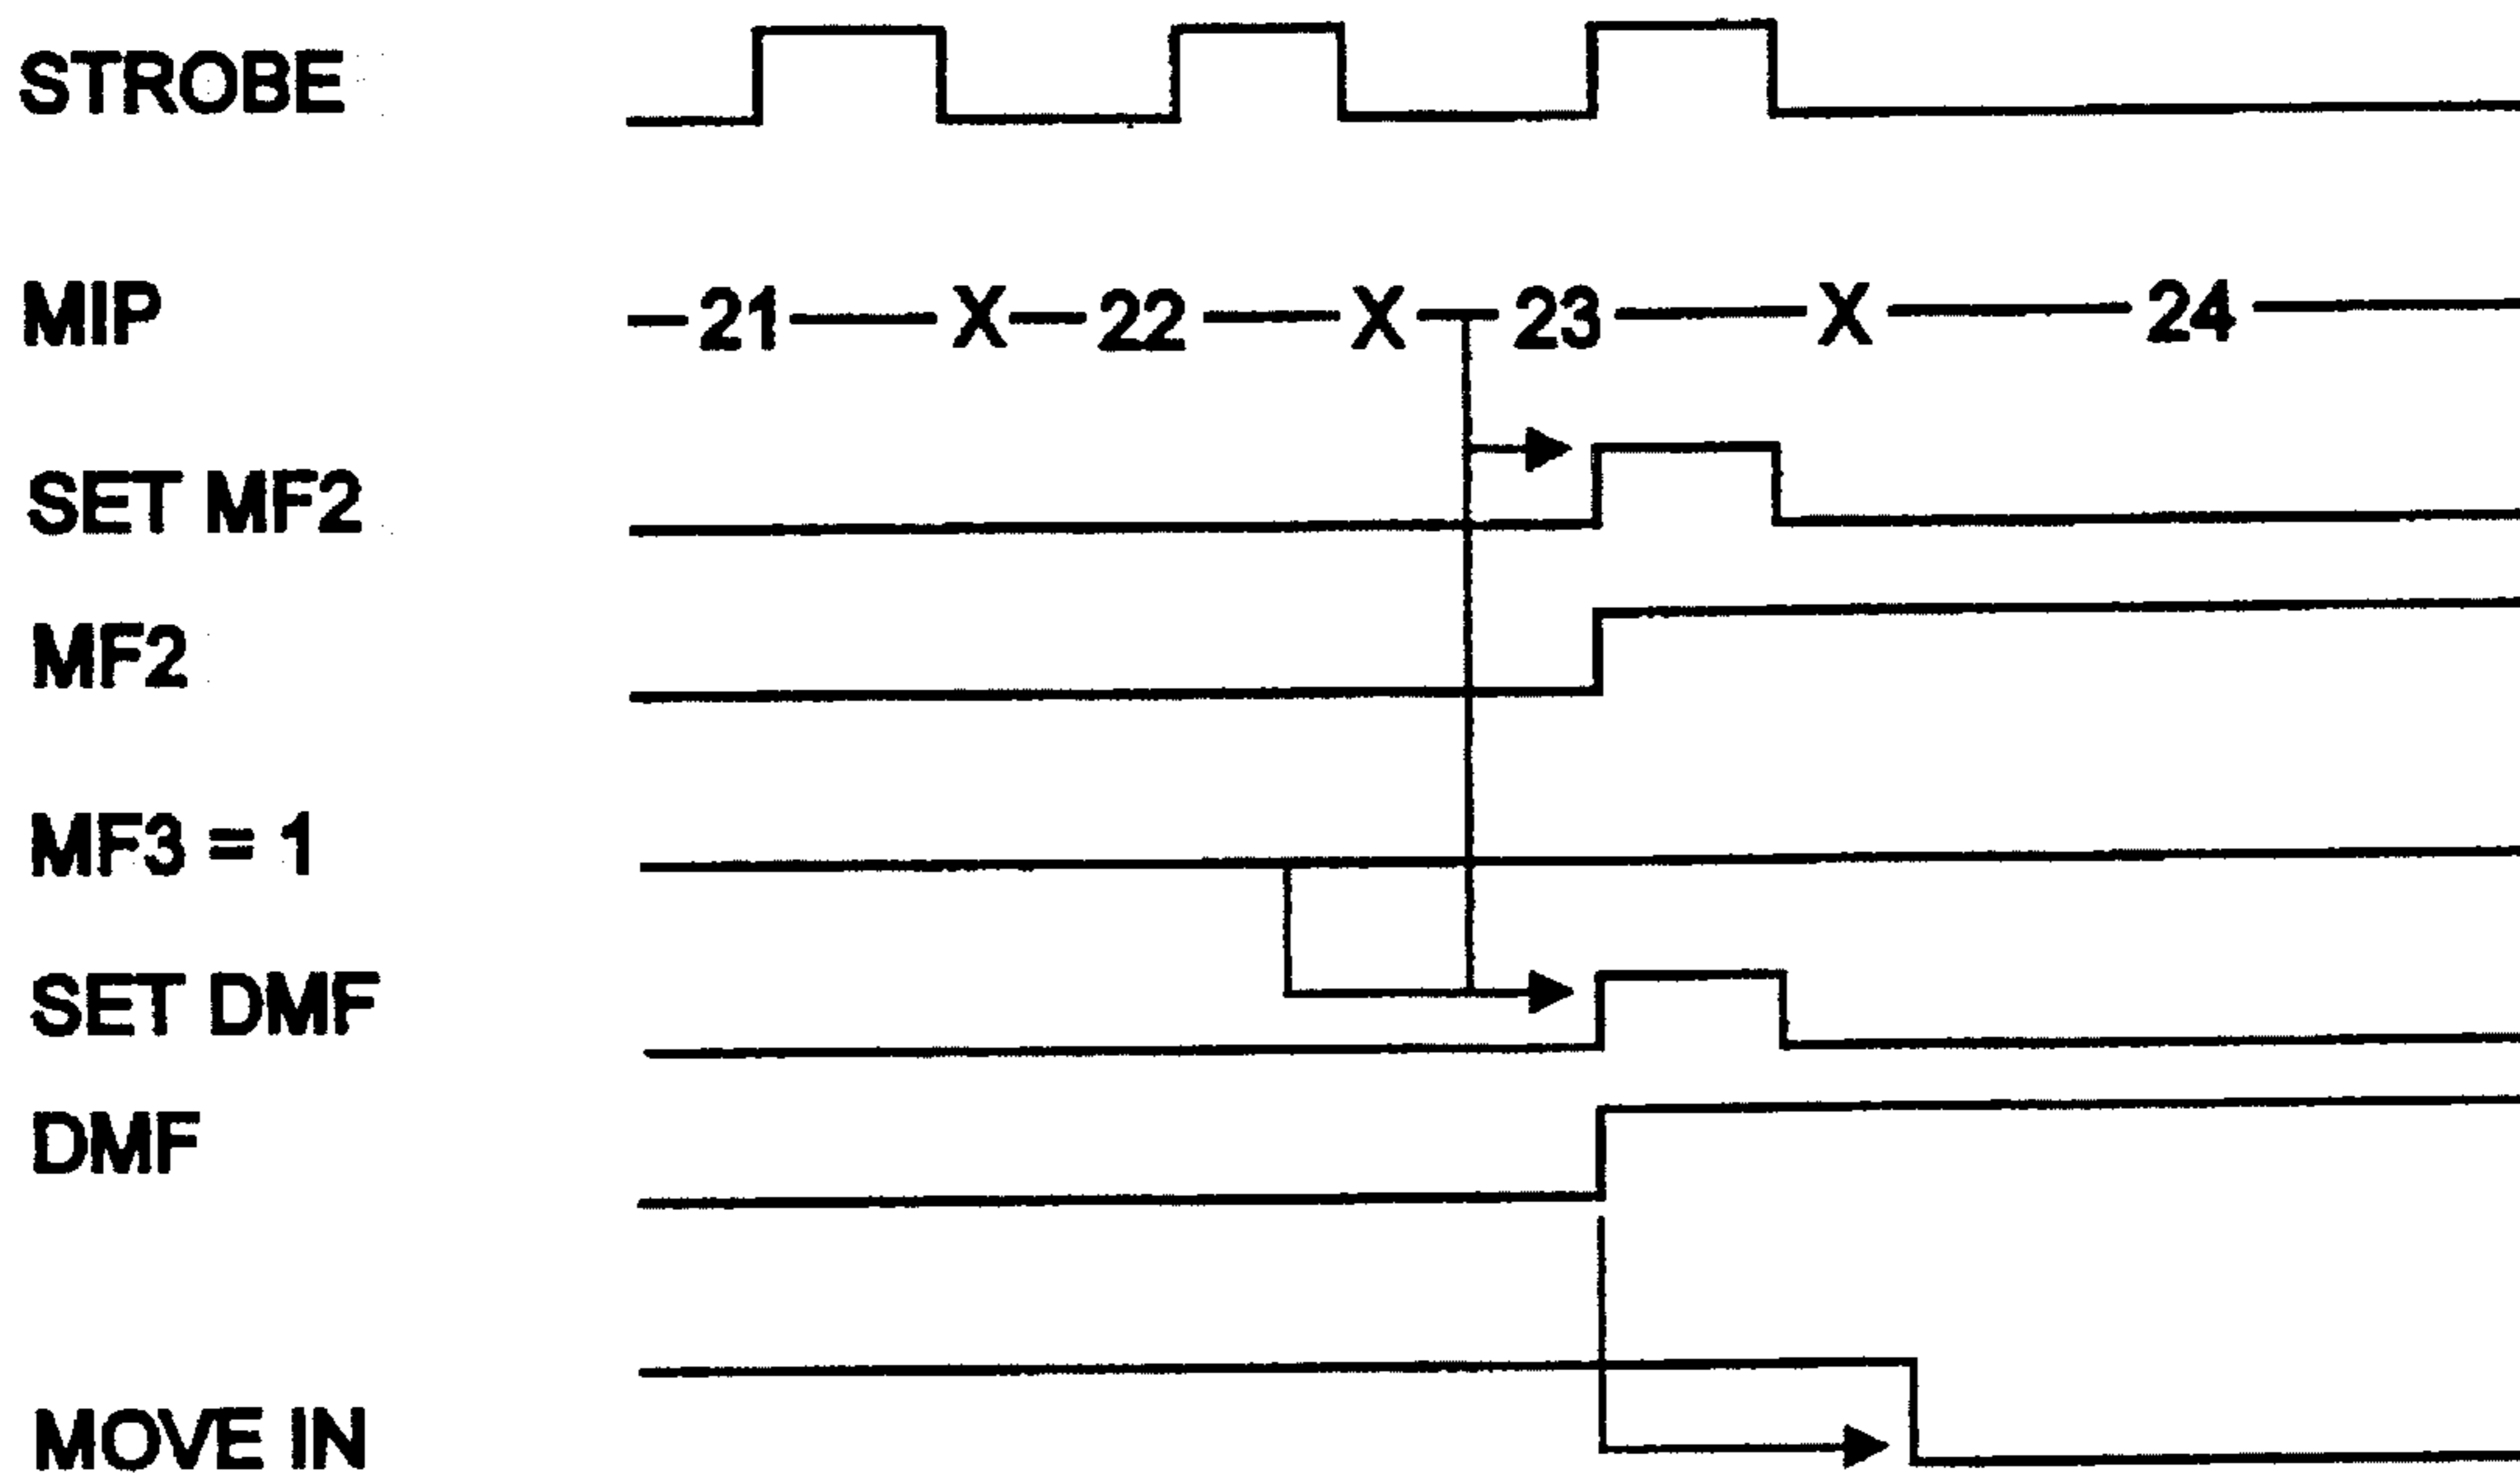 STROBE
MIP 21 X 22 X 23 X 24
SET MF2
MF2
MF3 = 1
SET DMF
DMF
MOVE IN